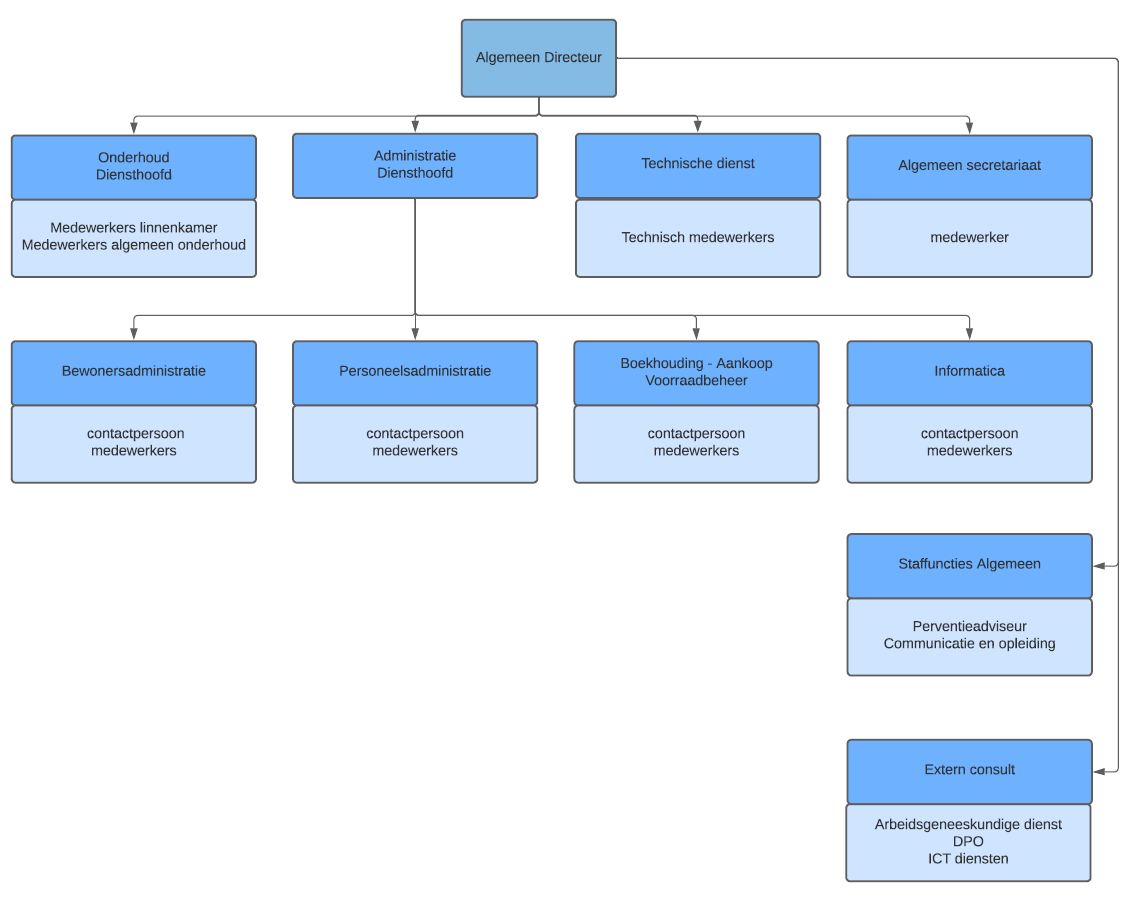 Algemeen Directeur
Onderhoud
Diensthoofd
Medewerkers linnenkamer
Medewerkers algemeen onderhoud
Administratie
Diensthoofd
Technische dienst
Technisch medewerkers
Algemeen secretariaat
medewerker
Bewonersadministratie
contactpersoon
medewerkers
Personeelsadministratie
contactpersoon
medewerkers
Boekhouding - Aankoop
Voorraadbeheer
contactpersoon
medewerkers
Informatica
contactpersoon
medewerkers
Staffuncties Algemeen
Perventieadviseur
Communicatie en opleiding
Extern consult
Arbeidsgeneeskundige dienst
DPO
ICT diensten